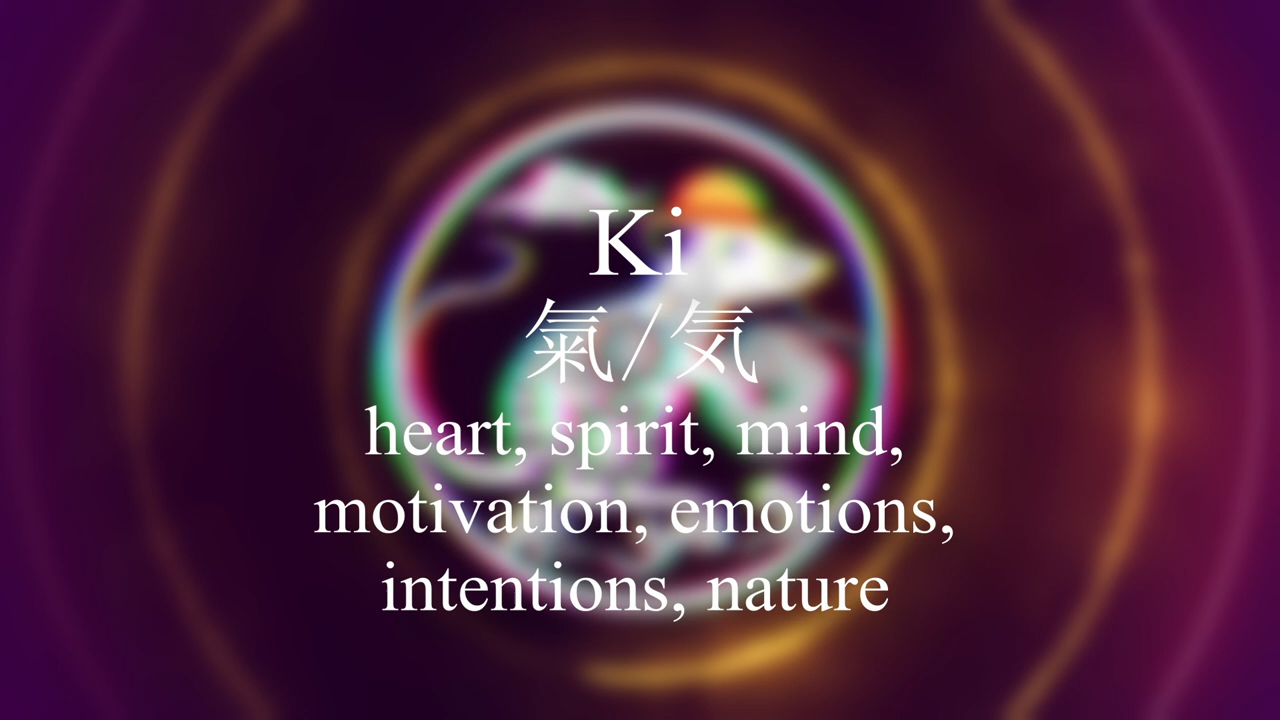 Ki
氣/気
heart, spirit, mind,
motivation, emotions,
intentions, nature